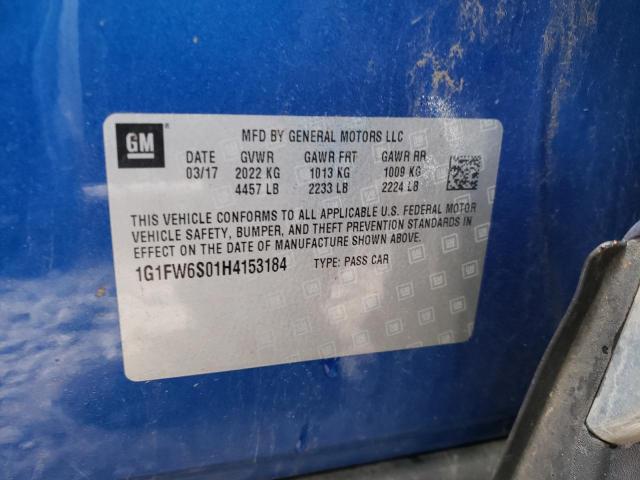 GM
MFD BY GENERAL MOTORS LLC
DATE GVWR GAWR FRT GAWR RR
03/17 2022 KG 1013 KG 1009 KG
4457 LB 2233 LB 2224 LB
THIS VEHICLE CONFORMS TO ALL APPLICABLE U.S. FEDERAL MOTOR
VEHICLE SAFETY, BUMPER, AND THEFT PREVENTION STANDARDS IN
EFFECT ON THE DATE OF MANUFACTURE SHOWN ABOVE.
1G1FW6S01H4153184 TYPE: PASS CAR